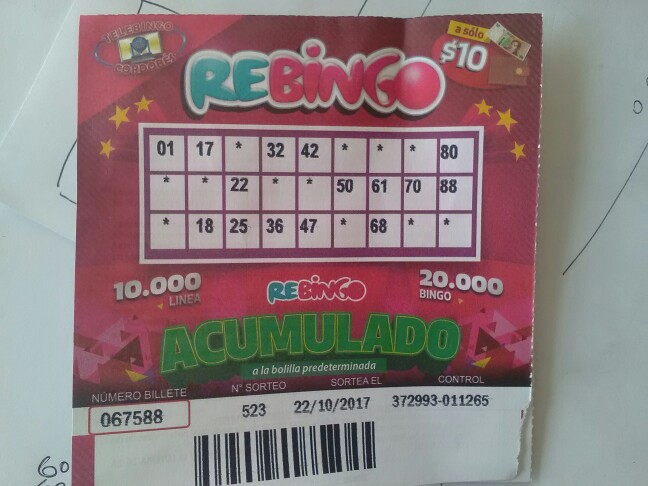 TELEBINGO
COROMBÉS
a sólo
$10
REBINGO
01 17 * 32 42 * * * 80
* * 22 * * 50 61 70 88
* 18 25 36 47 * 68 * *
10.000
LINEA
REBINGO
20.000
BINGO
ACUMULADO
a la bolilla predeterminada
NÚMERO BILLETE
N° SORTEO
SORTEA EL
CONTROL
067588
523
22/10/2017
372993-011265
60